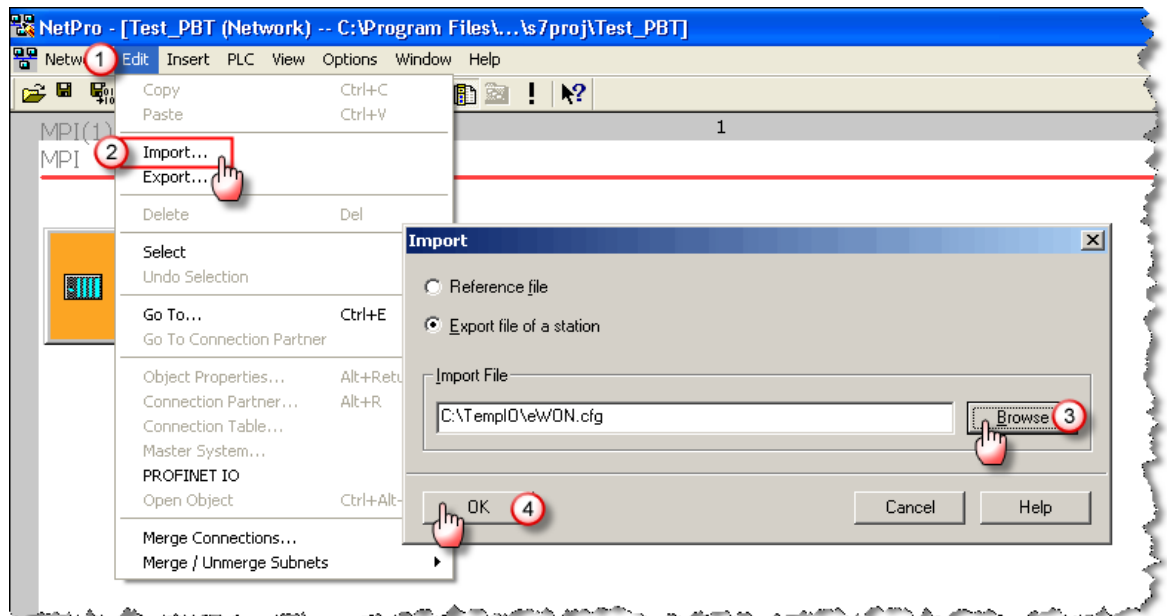 NetPro - [Test_PBT (Network) -- C:\Program Files\...\s7proj\Test_PBT]
Netw 1 Edit Insert PLC View Options Window Help
Copy Ctrl+C
Paste Ctrl+V
MPI(1) 1
MPI
2 Import...
Export...
Delete Del
Select
Undo Selection
Go To... Ctrl+E
Go To Connection Partner
Object Properties... Alt+Retu
Connection Partner... Alt+R
Connection Table...
Master System...
PROFINET IO
Open Object Ctrl+Alt-
Merge Connections...
Merge / Unmerge Subnets
Import
Reference file
Export file of a station
Import File
C:\TempIO\eWON.cfg
Browse 3
OK 4
Cancel
Help